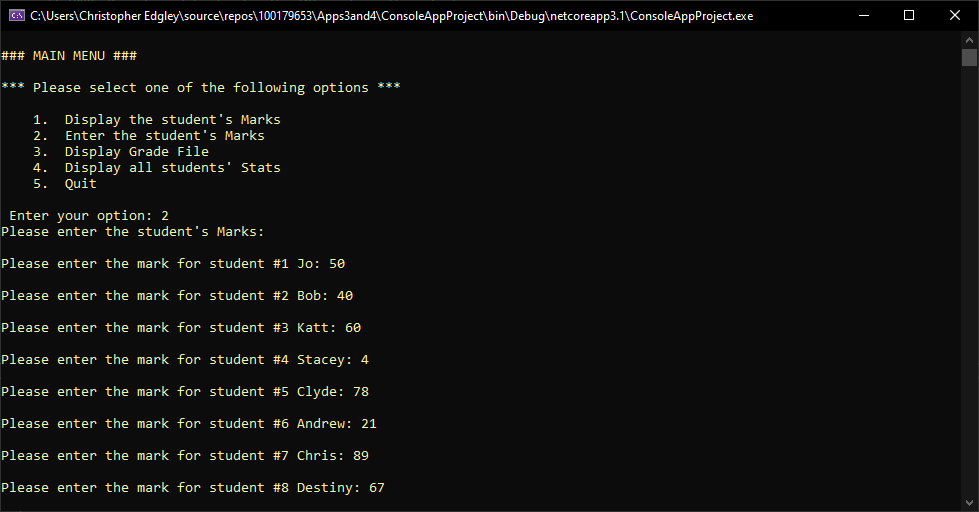 C:\Users\Christopher Edgley\source\repos\100179653\Apps3and4\ConsoleAppProject\bin\Debug\netcoreapp3.1\ConsoleAppProject.exe
### MAIN MENU ###
*** Please select one of the following options ***
1. Display the student's Marks
2. Enter the student's Marks
3. Display Grade File
4. Display all students' Stats
5. Quit
Enter your option: 2
Please enter the student's Marks:
Please enter the mark for student #1 Jo: 50
Please enter the mark for student #2 Bob: 40
Please enter the mark for student #3 Katt: 60
Please enter the mark for student #4 Stacey: 4
Please enter the mark for student #5 Clyde: 78
Please enter the mark for student #6 Andrew: 21
Please enter the mark for student #7 Chris: 89
Please enter the mark for student #8 Destiny: 67